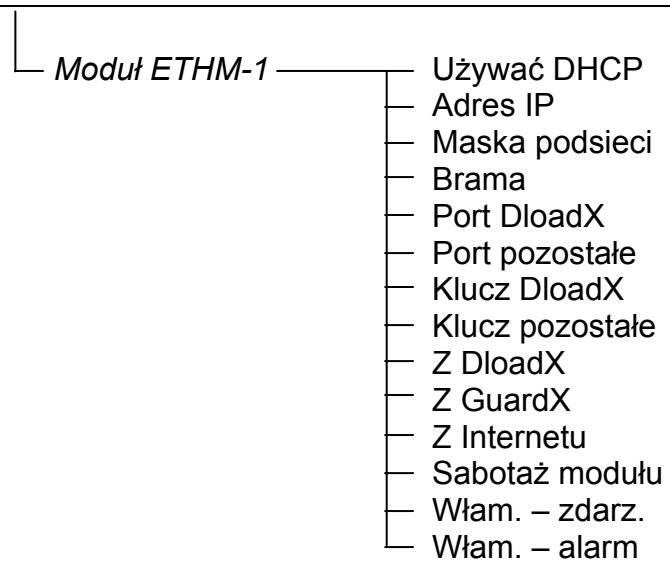 Moduł ETHM-1 Używać DHCP
Adres IP
Maska podsieci
Brama
Port DloadX
Port pozostałe
Klucz DloadX
Klucz pozostałe
Z DloadX
Z GuardX
Z Internetu
Sabotaż modułu
Włam. – zdarz.
Włam. – alarm